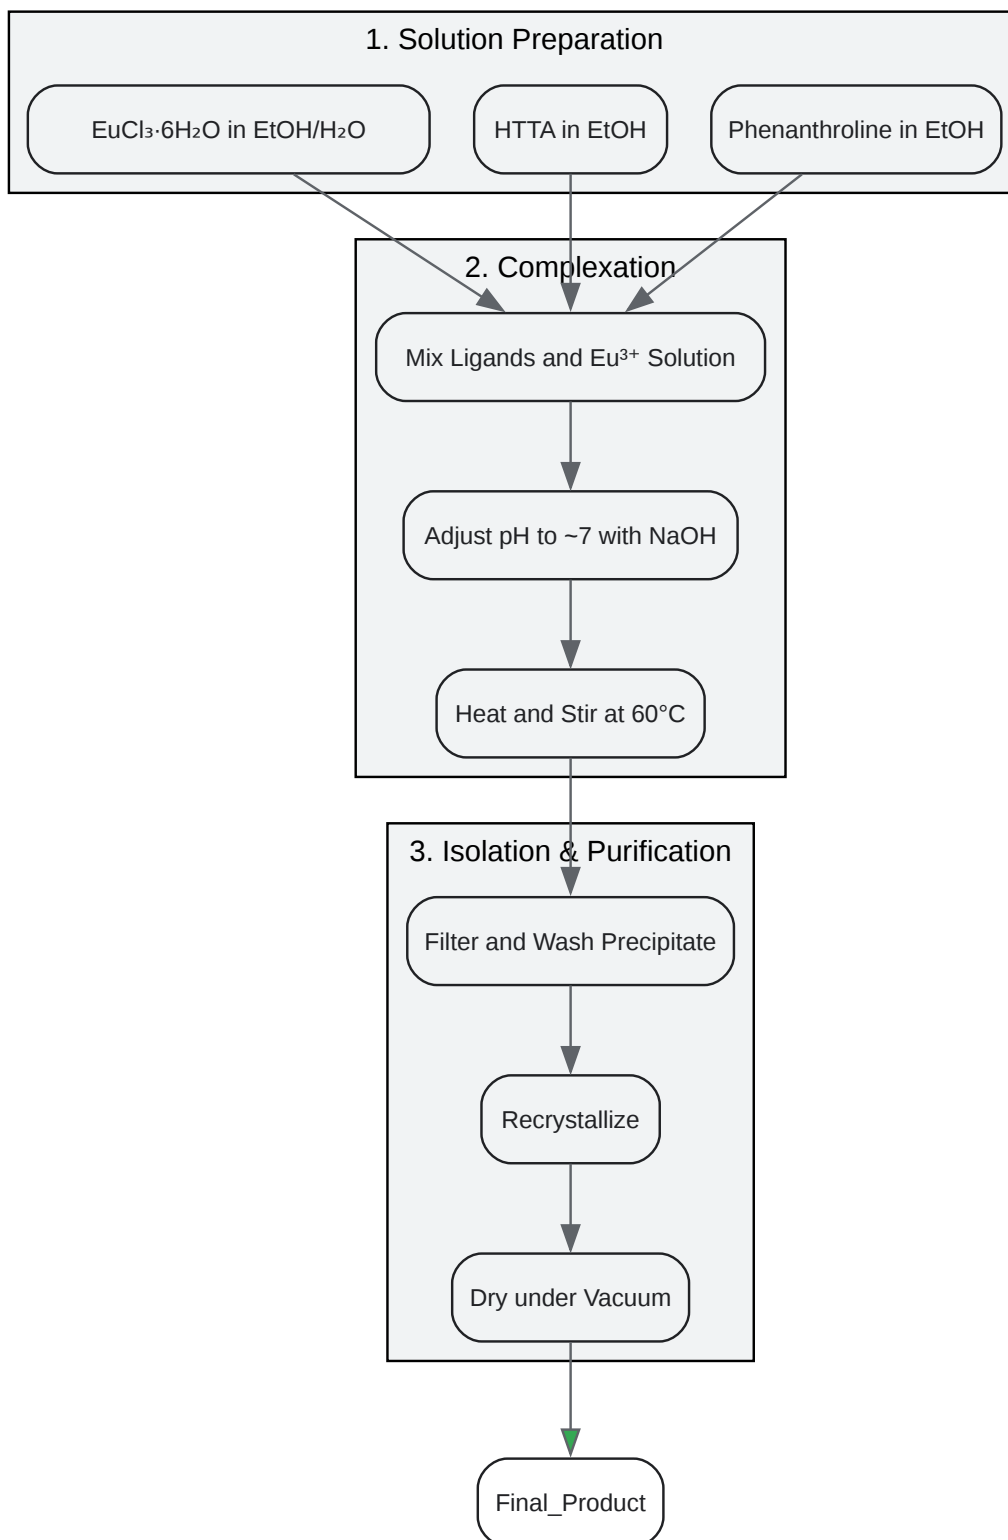 1. Solution Preparation
EuCl₃·6H₂O in EtOH/H₂O
HTTA in EtOH
Phenanthroline in EtOH
2. Complexation
Mix Ligands and Eu³⁺ Solution
Adjust pH to ~7 with NaOH
Heat and Stir at 60°C
3. Isolation & Purification
Filter and Wash Precipitate
Recrystallize
Dry under Vacuum
Final_Product